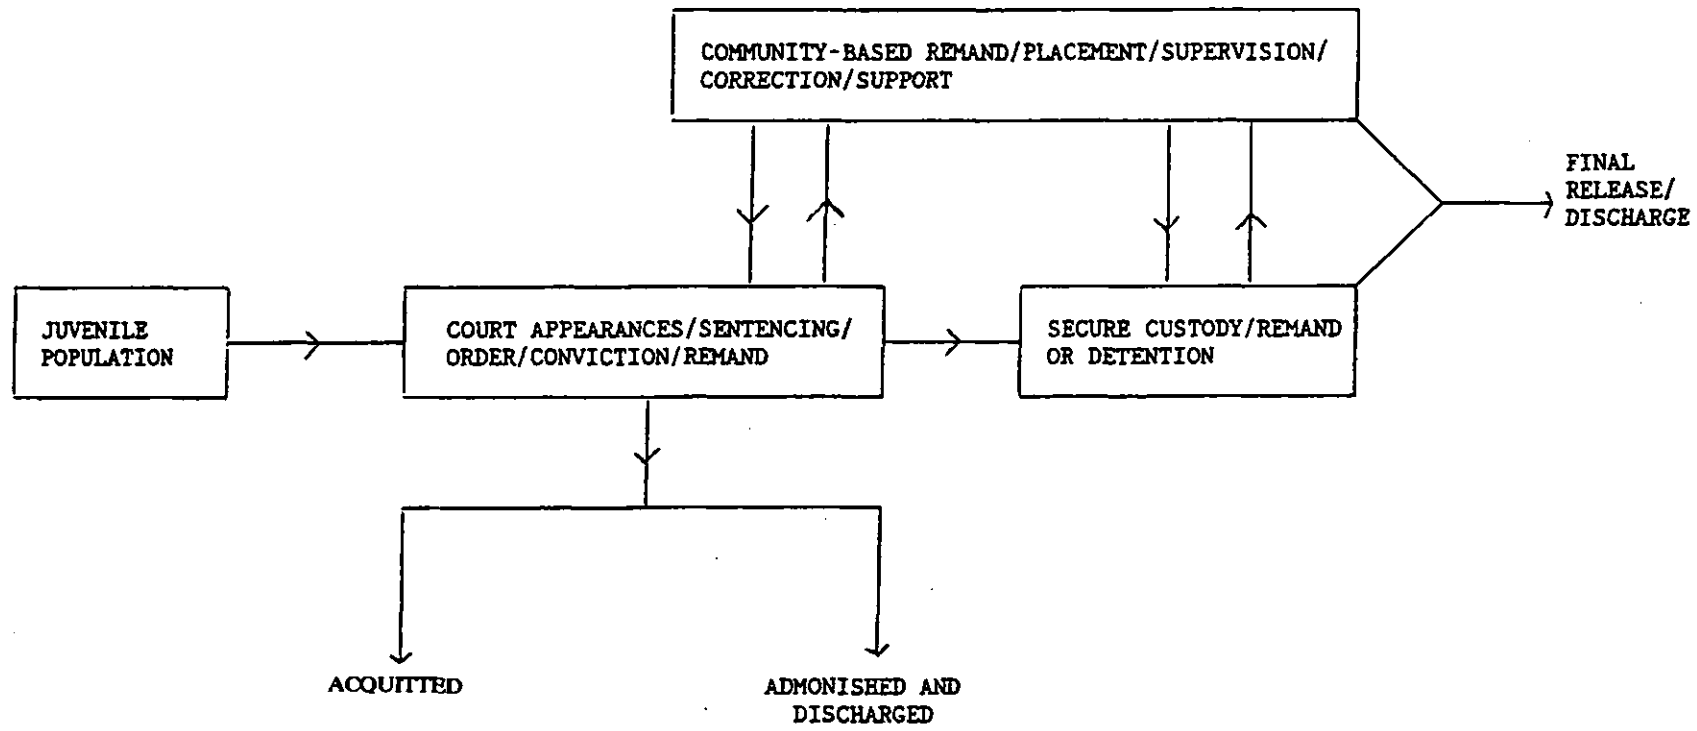 COMMUNITY-BASED REMAND/PLACEMENT/SUPERVISION/
CORRECTION/SUPPORT
FINAL
RELEASE/
DISCHARGE
JUVENILE
POPULATION
COURT APPEARANCES/SENTENCING/
ORDER/CONVICTION/REMAND
SECURE CUSTODY/REMAND
OR DETENTION
ACQUITTED
ADMONISHED AND
DISCHARGED